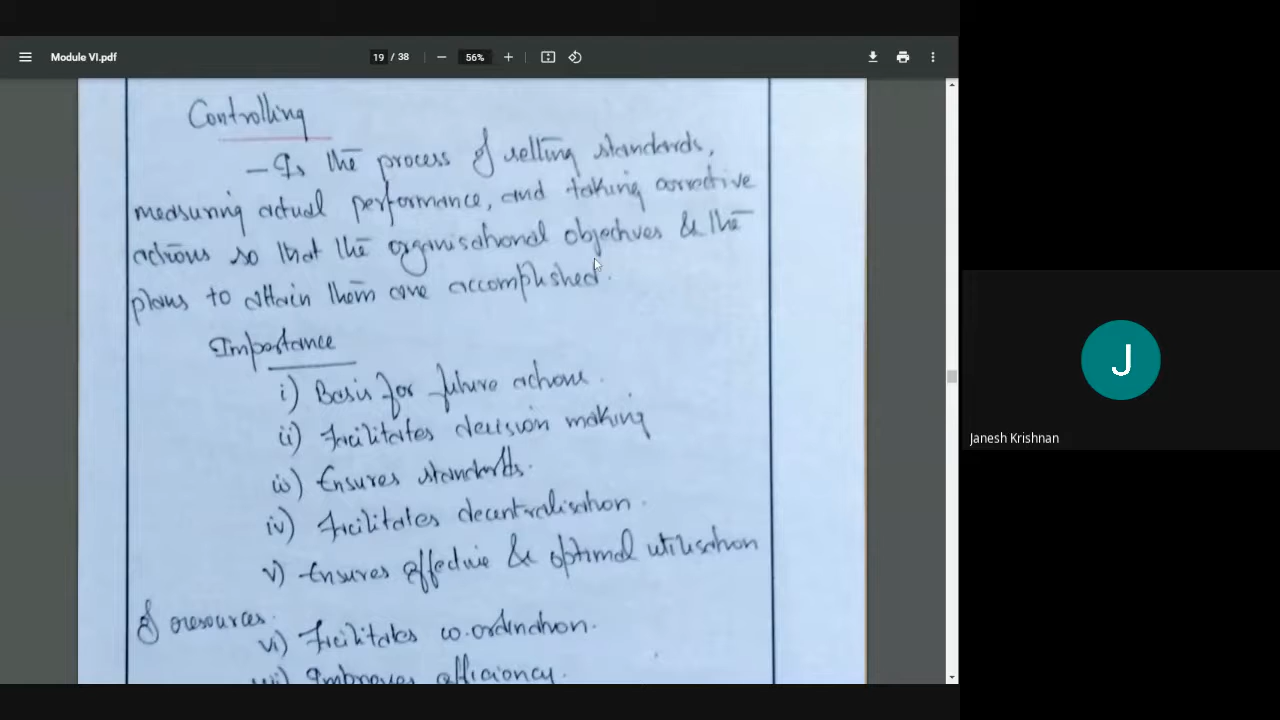 Module VI.pdf
19 / 38
56%
Controlling
- Is the process of setting standards,
measuring actual performance, and taking corrective
actions so that the organisational objectives & the
plans to attain them are accomplished.
Importance
i) Basis for future actions.
ii) Facilitates decision making
iii) Ensures standards.
iv) Facilitates decentralisation.
v) Ensures effective & optimal utilisation
of resources.
vi) Facilitates co-ordination.
vii) Improves efficiency.
J
Janesh Krishnan